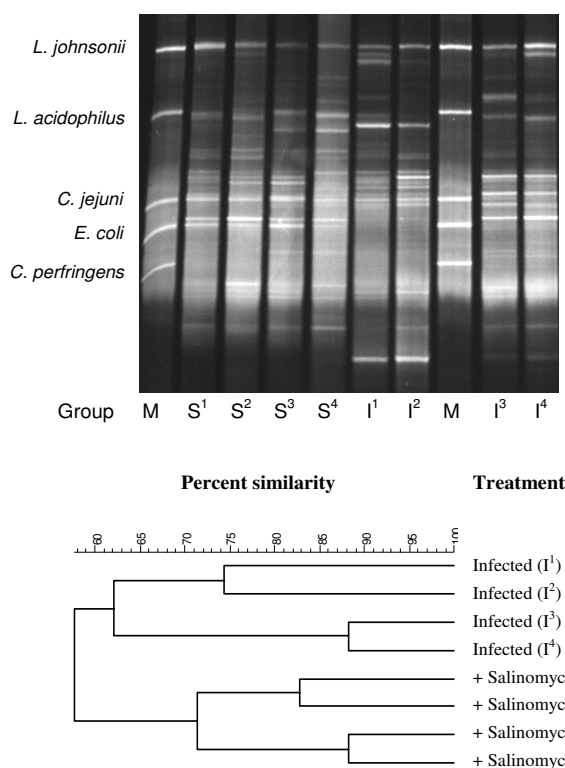 L. johnsonii
L. acidophilus
C. jejuni
E. coli
C. perfringens
Group M S¹ S² S³ S⁴ I¹ I² M I³ I⁴
Percent similarity Treatment
60 65 70 75 80 85 90 95 100
Infected (I¹)
Infected (I²)
Infected (I³)
Infected (I⁴)
+ Salinomyc
+ Salinomyc
+ Salinomyc
+ Salinomyc